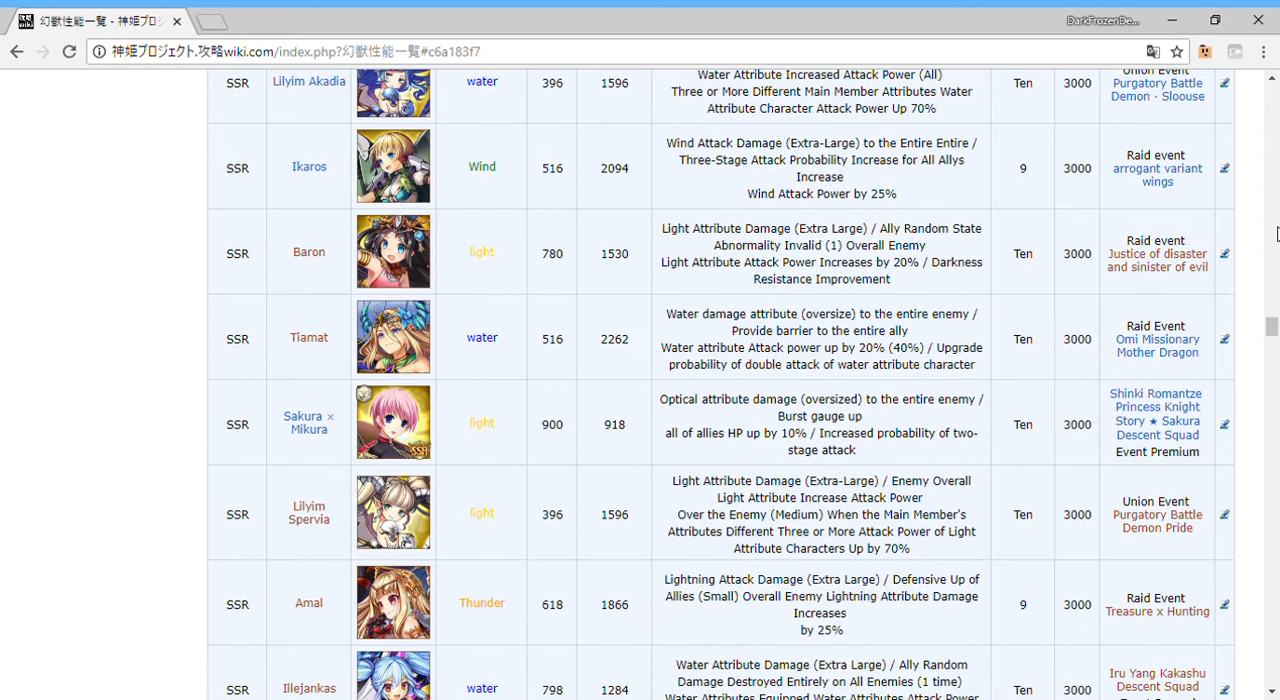 幻獣性能一覧 - 神姫プロジ
DarkFrozenDe...
神姫プロジェクト.攻略wiki.com/index.php?幻獣性能一覧#c6a183f7
SSR
Lilyim Akadia
water
396
1596
Water Attribute Increased Attack Power (All)
Three or More Different Main Member Attributes Water
Attribute Character Attack Power Up 70%
Ten
3000
Union Event
Purgatory Battle
Demon · Sloouse
SSR
Ikaros
Wind
516
2094
Wind Attack Damage (Extra-Large) to the Entire Entire /
Three-Stage Attack Probability Increase for All Allys
Increase
Wind Attack Power by 25%
9
3000
Raid event
arrogant variant
wings
SSR
Baron
light
780
1530
Light Attribute Damage (Extra Large) / Ally Random State
Abnormality Invalid (1) Overall Enemy
Light Attribute Attack Power Increases by 20% / Darkness
Resistance Improvement
Ten
3000
Raid event
Justice of disaster
and sinister of evil
SSR
Tiamat
water
516
2262
Water damage attribute (oversize) to the entire enemy /
Provide barrier to the entire ally
Water attribute Attack power up by 20% (40%) / Upgrade
probability of double attack of water attribute character
Ten
3000
Raid Event
Omi Missionary
Mother Dragon
SSR
Sakura ×
Mikura
SSR
light
900
918
Optical attribute damage (oversized) to the entire enemy /
Burst gauge up
all of allies HP up by 10% / Increased probability of two-
stage attack
Ten
3000
Shinki Romantze
Princess Knight
Story ★ Sakura
Descent Squad
Event Premium
SSR
Lilyim
Spervia
light
396
1596
Light Attribute Damage (Extra-Large) / Enemy Overall
Light Attribute Increase Attack Power
Over the Enemy (Medium) When the Main Member's
Attributes Different Three or More Attack Power of Light
Attribute Characters Up by 70%
Ten
3000
Union Event
Purgatory Battle
Demon Pride
SSR
Amal
Thunder
618
1866
Lightning Attack Damage (Extra Large) / Defensive Up of
Allies (Small) Overall Enemy Lightning Attribute Damage
Increases
by 25%
9
3000
Raid Event
Treasure x Hunting
SSR
Illejankas
water
798
1284
Water Attribute Damage (Extra Large) / Ally Random
Damage Destroyed Entirely on All Enemies (1 time)
Water Attributes Equipped Water Attributes Attack Power
Ten
3000
Iru Yang Kakashu
Descent Squad